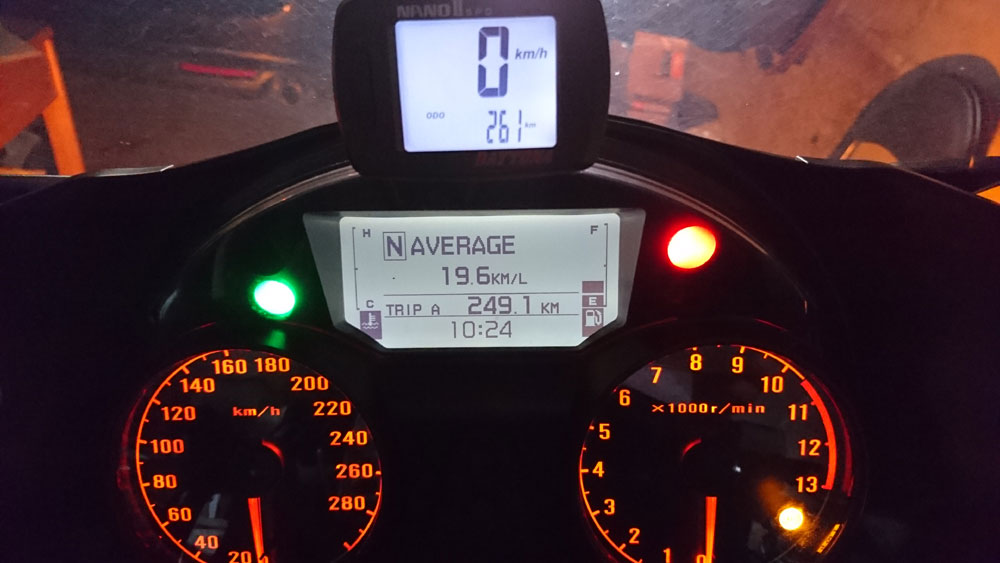 NANO II SPD
0 km/h
ODO 261 km
DAYTONA
H F
N AVERAGE
19.6KM/L
C E
TRIP A 249.1 KM
10:24
km/h
20
40
60
80
100
120
140
160
180
200
220
240
260
280
×1000r/min
0
1
2
3
4
5
6
7
8
9
10
11
12
13